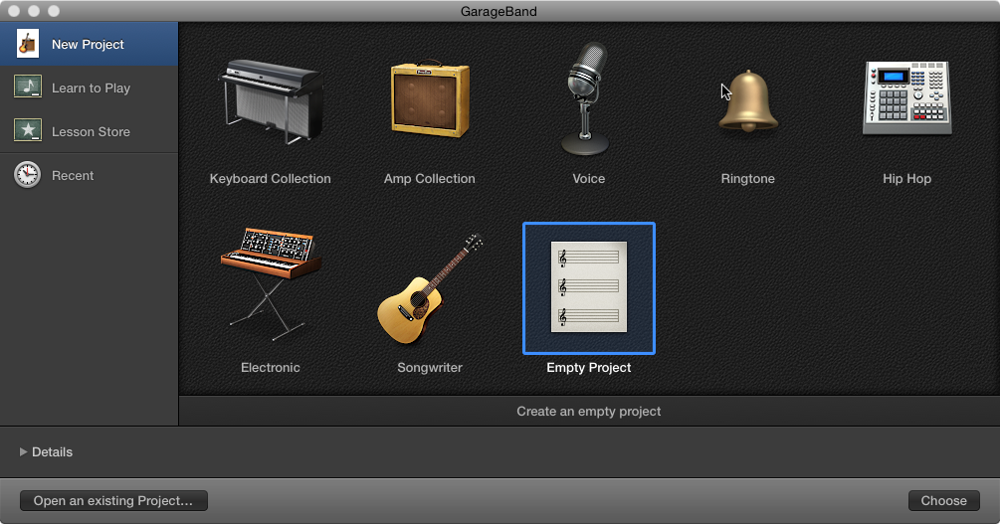 GarageBand
New Project
Learn to Play
Lesson Store
Recent
Keyboard Collection
Amp Collection
Voice
Ringtone
Hip Hop
Electronic
Songwriter
Empty Project
Create an empty project
Details
Open an existing Project...
Choose